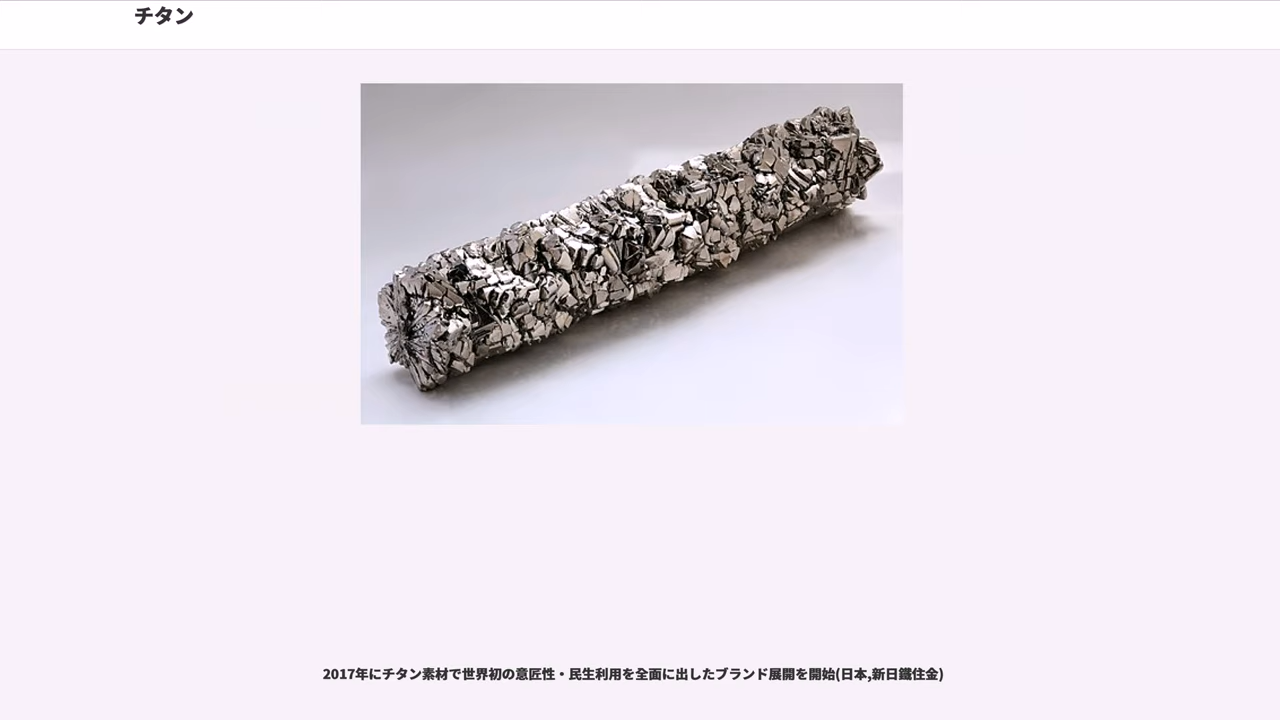 チタン
2017年にチタン素材で世界初の意匠性・民生利用を全面に出したブランド展開を開始(日本,新日鐵住金)